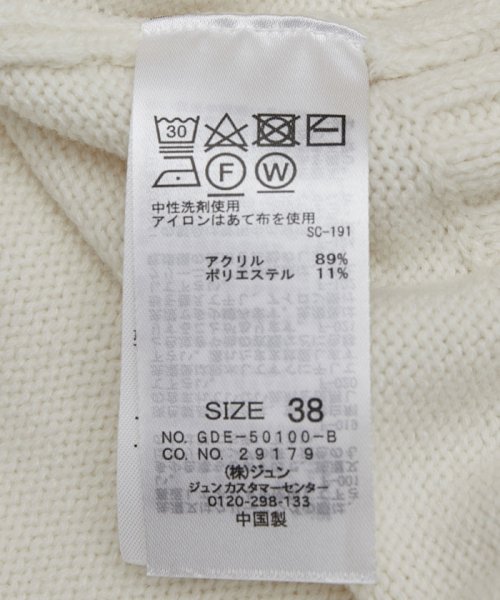 30
F W
中性洗剤使用
アイロンはあて布を使用
SC-191
アクリル 89%
ポリエステル 11%
SIZE 38
NO. GDE-50100-B
CO. NO. 29179
(株)ジュン
ジュン カスタマーセンター
0120-298-133
中国製